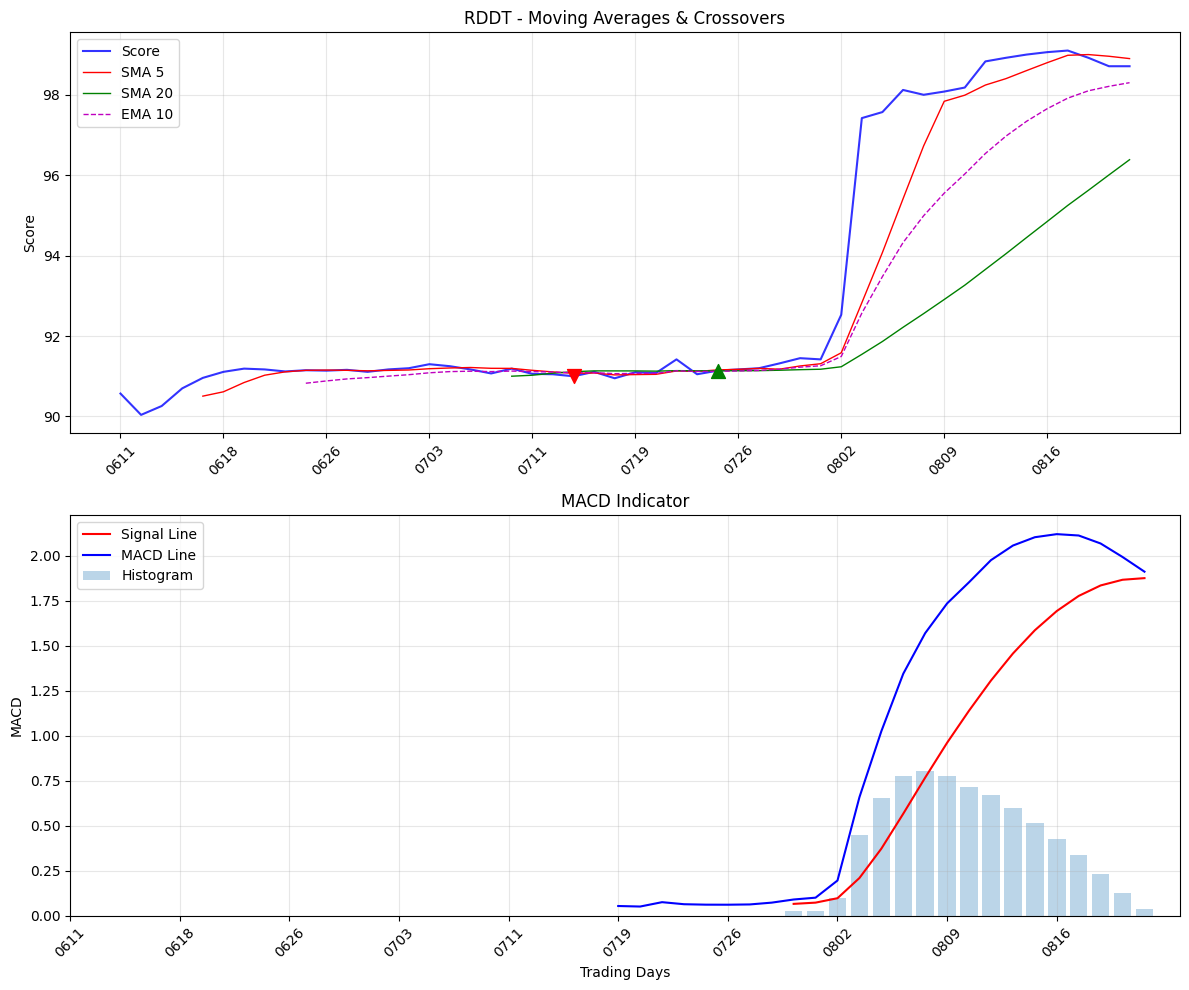 RDDT - Moving Averages & Crossovers
Score
SMA 5
SMA 20
EMA 10
98
96
94
92
90
Score
0611
0618
0626
0703
0711
0719
0726
0802
0809
0816
MACD Indicator
Signal Line
MACD Line
Histogram
2.00
1.75
1.50
1.25
1.00
0.75
0.50
0.25
0.00
MACD
0611
0618
0626
0703
0711
0719
0726
0802
0809
0816
Trading Days